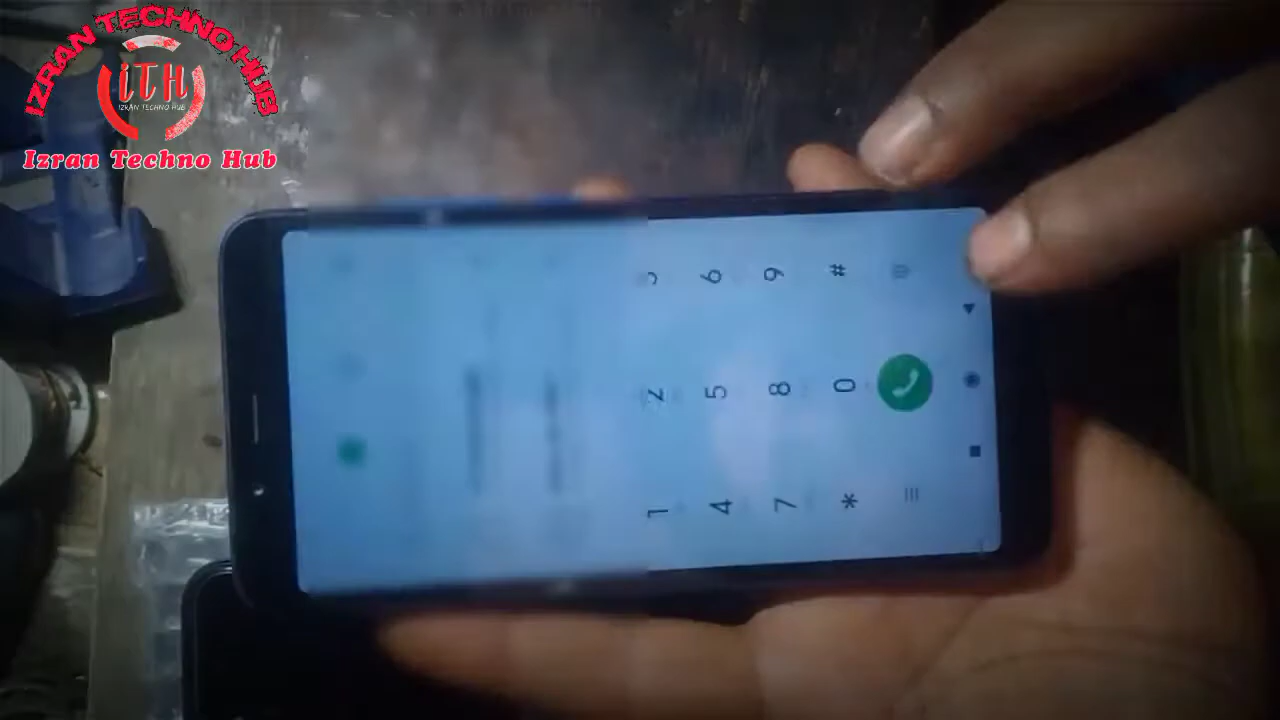 IZRAN TECHNO HUB
iTH
IZRAN TECHNO HUB
Izran Techno Hub
1 2
4 5 6
7 8 9
* 0 #